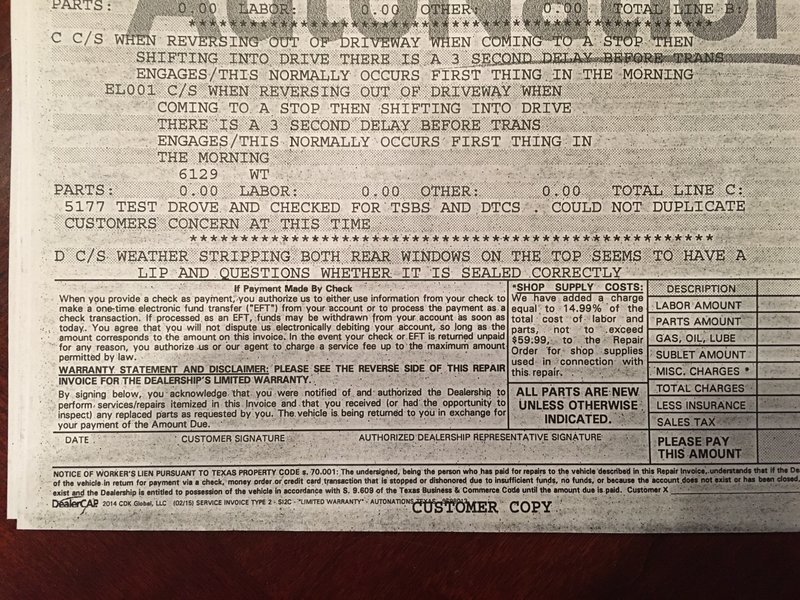 PARTS: 0.00 LABOR: 0.00 OTHER: 0.00 TOTAL LINE B:
C C/S WHEN REVERSING OUT OF DRIVEWAY WHEN COMING TO A STOP THEN
SHIFTING INTO DRIVE THERE IS A 3 SECOND DELAY BEFORE TRANS
ENGAGES/THIS NORMALLY OCCURS FIRST THING IN THE MORNING
EL001 C/S WHEN REVERSING OUT OF DRIVEWAY WHEN
COMING TO A STOP THEN SHIFTING INTO DRIVE
THERE IS A 3 SECOND DELAY BEFORE TRANS
ENGAGES/THIS NORMALLY OCCURS FIRST THING IN
THE MORNING
6129 WT
PARTS: 0.00 LABOR: 0.00 OTHER: 0.00 TOTAL LINE C:
5177 TEST DROVE AND CHECKED FOR TSBS AND DTCS . COULD NOT DUPLICATE
CUSTOMERS CONCERN AT THIS TIME
D C/S WEATHER STRIPPING BOTH REAR WINDOWS ON THE TOP SEEMS TO HAVE A
LIP AND QUESTIONS WHETHER IT IS SEALED CORRECTLY
If Payment Made By Check
When you provide a check as payment, you authorize us to either use information from your check to
make a one-time electronic fund transfer ("EFT") from your account or to process the payment as a
check transaction. If processed as an EFT, funds may be withdrawn from your account as soon as
today. You agree that you will not dispute us electronically debiting your account, so long as the
amount corresponds to the amount on this invoice. In the event your check or EFT is returned unpaid
for any reason, you authorize us or our agent to charge a service fee up to the maximum amount
permitted by law.
WARRANTY STATEMENT AND DISCLAIMER: PLEASE SEE THE REVERSE SIDE OF THIS REPAIR
INVOICE FOR THE DEALERSHIP'S LIMITED WARRANTY.
By signing below, you acknowledge that you were notified of and authorized the Dealership to
perform services/repairs itemized in this Invoice and that you received (or had the opportunity to
inspect) any replaced parts as requested by you. The vehicle is being returned to you in exchange for
your payment of the Amount Due.
*SHOP SUPPLY COSTS:
We have added a charge
equal to 14.99% of the
total cost of labor and
parts, not to exceed
$59.99, to the Repair
Order for shop supplies
used in connection with
this repair.
ALL PARTS ARE NEW
UNLESS OTHERWISE
INDICATED.
DESCRIPTION
LABOR AMOUNT
PARTS AMOUNT
GAS, OIL, LUBE
SUBLET AMOUNT
MISC. CHARGES *
TOTAL CHARGES
LESS INSURANCE
SALES TAX
PLEASE PAY
THIS AMOUNT
DATE CUSTOMER SIGNATURE AUTHORIZED DEALERSHIP REPRESENTATIVE SIGNATURE
NOTICE OF WORKER'S LIEN PURSUANT TO TEXAS PROPERTY CODE s. 70.001: The undersigned, being the person who has paid for repairs to the vehicle described in this Repair Invoice, understands that if the De
of the vehicle in return for payment via a check, money order or credit card transaction that is stopped or dishonored due to insufficient funds, no funds, or because the account does not exist or has been closed,
exist and the Dealership is entitled to possession of the vehicle in accordance with S. 9.609 of the Texas Business & Commerce Code until the amount due is paid. Customer X
DealerCAP 2014 CDK Global, LLC (02/15) SERVICE INVOICE TYPE 2 - SI2C - "LIMITED WARRANTY" - AUTONATION TEXAS
CUSTOMER COPY